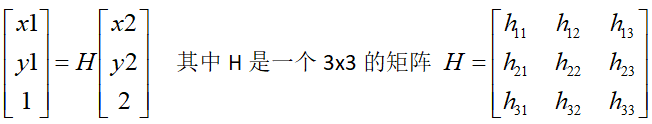 [x1 y1 1] = H [x2 y2 2] 其中 H 是一个 3x3 的矩阵 H = [h11 h12 h13
h21 h22 h23
h31 h32 h33]